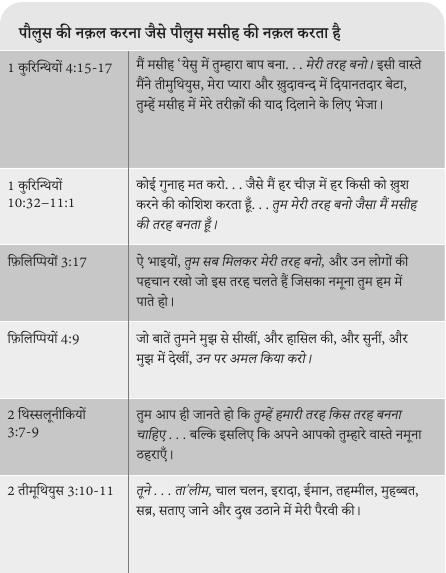 पौलुस की नक़ल करना जैसे पौलुस मसीह की नक़ल करता है
1 कुरिन्थियों 4:15-17
मैं मसीह 'येसु में तुम्हारा बाप बना. . . मेरी तरह बनो। इसी वास्ते
मैंने तीमुथियुस, मेरा प्यारा और ख़ुदावन्द में दियानतदार बेटा,
तुम्हें मसीह में मेरे तरीक़ों की याद दिलाने के लिए भेजा।
1 कुरिन्थियों
10:32–11:1
कोई गुनाह मत करो. . . जैसे मैं हर चीज़ में हर किसी को ख़ुश
करने की कोशिश करता हूँ. . . तुम मेरी तरह बनो जैसा मैं मसीह
की तरह बनता हूँ।
फ़िलिप्पियों 3:17
ऐ भाइयों, तुम सब मिलकर मेरी तरह बनो, और उन लोगों की
पहचान रखो जो इस तरह चलते हैं जिसका नमूना तुम हम में
पाते हो।
फ़िलिप्पियों 4:9
जो बातें तुमने मुझ से सीखीं, और हासिल की, और सुनीं, और
मुझ में देखीं, उन पर अमल किया करो।
2 थिस्सलूनीकियों
3:7-9
तुम आप ही जानते हो कि तुम्हें हमारी तरह किस तरह बनना
चाहिए . . . बल्कि इसलिए कि अपने आपको तुम्हारे वास्ते नमूना
ठहराएँ।
2 तीमूथियुस 3:10-11
तूने . . . ता'लीम, चाल चलन, इरादा, ईमान, तहम्मील, मुहब्बत,
सब्र, सताए जाने और दुख उठाने में मेरी पैरवी की।